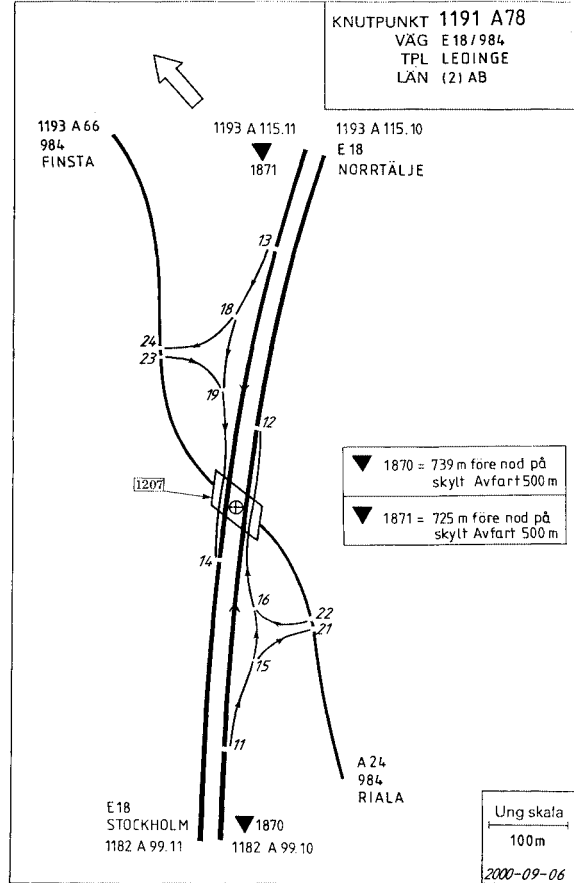 KNUTPUNKT 1191 A78
VÄG E18/984
TPL LEDINGE
LÄN (2) AB
1193 A 66
984
FINSTA
1193 A 115.11
1871
1193 A 115.10
E 18
NORRTÄLJE
13
18
24
23
19
12
1870 = 739 m före nod på
skylt Avfart 500 m
1871 = 725 m före nod på
skylt Avfart 500 m
1207
14
16
22
21
15
11
A 24
984
RIALA
E18
STOCKHOLM
1182 A 99.11
1870
1182 A 99.10
Ung skala
100m
2000-09-06